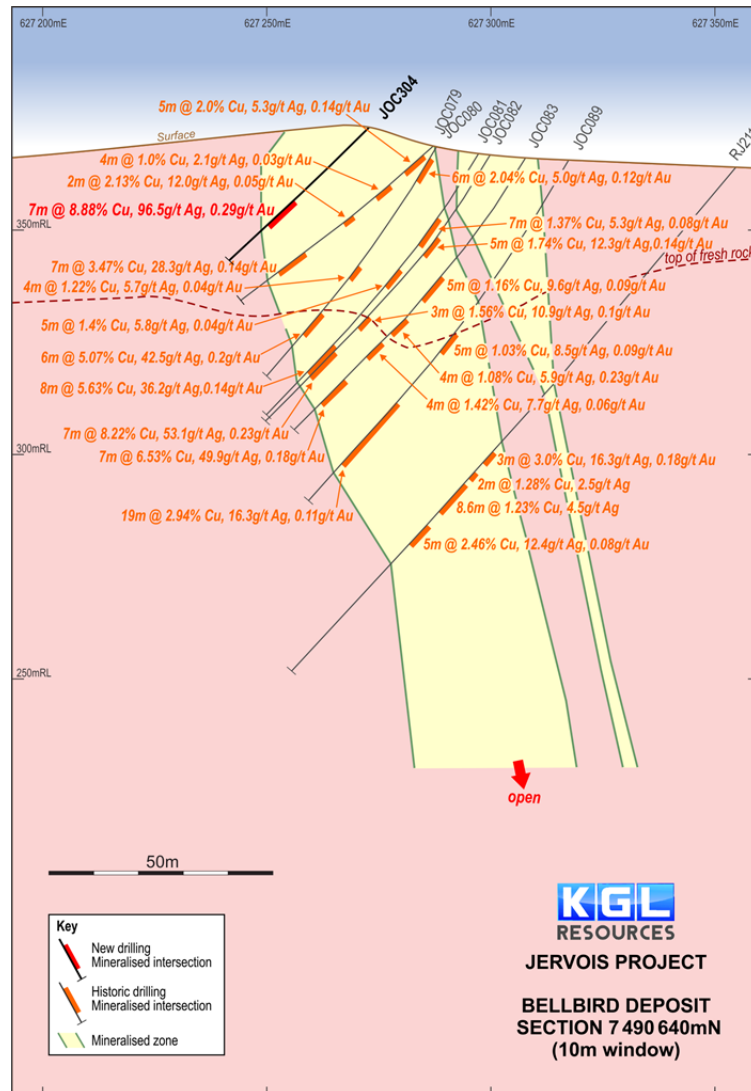 627 200mE
627 250mE
627 300mE
627 350mE
JOC304
JOC079
JOC080
JOC081
JOC082
JOC083
JOC089
Surface
5m @ 2.0% Cu, 5.3g/t Ag, 0.14g/t Au
4m @ 1.0% Cu, 2.1g/t Ag, 0.03g/t Au
2m @ 2.13% Cu, 12.0g/t Ag, 0.05g/t Au
6m @ 2.04% Cu, 5.0g/t Ag, 0.12g/t Au
7m @ 8.88% Cu, 96.5g/t Ag, 0.29g/t Au
350mRL
7m @ 1.37% Cu, 5.3g/t Ag, 0.08g/t Au
5m @ 1.74% Cu, 12.3g/t Ag,0.14g/t Au
top of fresh rock
7m @ 3.47% Cu, 28.3g/t Ag, 0.14g/t Au
4m @ 1.22% Cu, 5.7g/t Ag, 0.04g/t Au
5m @ 1.16% Cu, 9.6g/t Ag, 0.09g/t Au
3m @ 1.56% Cu, 10.9g/t Ag, 0.1g/t Au
5m @ 1.4% Cu, 5.8g/t Ag, 0.04g/t Au
5m @ 1.03% Cu, 8.5g/t Ag, 0.09g/t Au
6m @ 5.07% Cu, 42.5g/t Ag, 0.2g/t Au
4m @ 1.08% Cu, 5.9g/t Ag, 0.23g/t Au
8m @ 5.63% Cu, 36.2g/t Ag,0.14g/t Au
4m @ 1.42% Cu, 7.7g/t Ag, 0.06g/t Au
7m @ 8.22% Cu, 53.1g/t Ag, 0.23g/t Au
300mRL
7m @ 6.53% Cu, 49.9g/t Ag, 0.18g/t Au
3m @ 3.0% Cu, 16.3g/t Ag, 0.18g/t Au
2m @ 1.28% Cu, 2.5g/t Ag
8.6m @ 1.23% Cu, 4.5g/t Ag
19m @ 2.94% Cu, 16.3g/t Ag, 0.11g/t Au
5m @ 2.46% Cu, 12.4g/t Ag, 0.08g/t Au
250mRL
open
50m
Key
New drilling
Mineralised intersection
Historic drilling
Mineralised intersection
Mineralised zone
KGL
RESOURCES
JERVOIS PROJECT
BELLBIRD DEPOSIT
SECTION 7 490 640mN
(10m window)